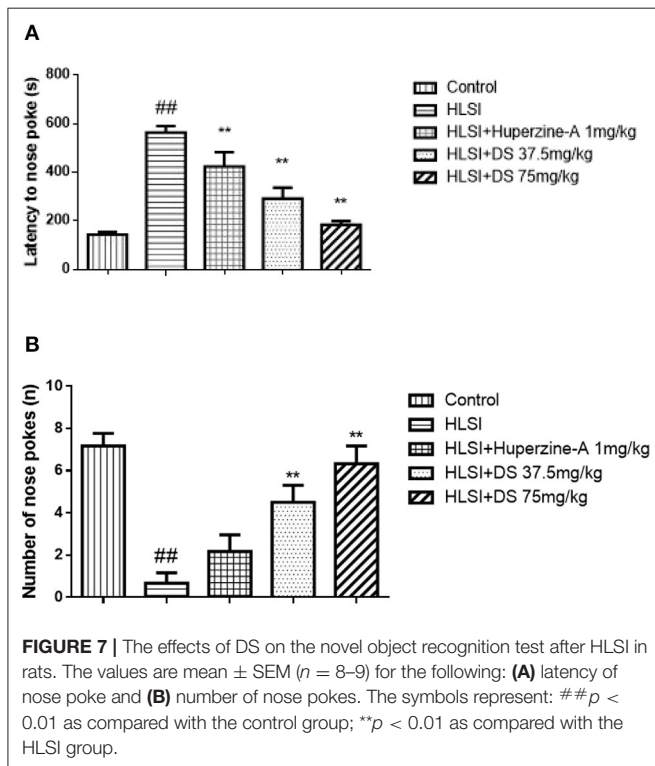 A
Latency to nose poke (s)
800
600
400
200
0
##
**
**
**
Control
HLSI
HLSI+Huperzine-A 1mg/kg
HLSI+DS 37.5mg/kg
HLSI+DS 75mg/kg
B
Number of nose pokes (n)
10
8
6
4
2
0
##
**
**
Control
HLSI
HLSI+Huperzine-A 1mg/kg
HLSI+DS 37.5mg/kg
HLSI+DS 75mg/kg
FIGURE 7 | The effects of DS on the novel object recognition test after HLSI in
rats. The values are mean ± SEM (n = 8–9) for the following: (A) latency of
nose poke and (B) number of nose pokes. The symbols represent: ##p <
0.01 as compared with the control group; **p < 0.01 as compared with the
HLSI group.